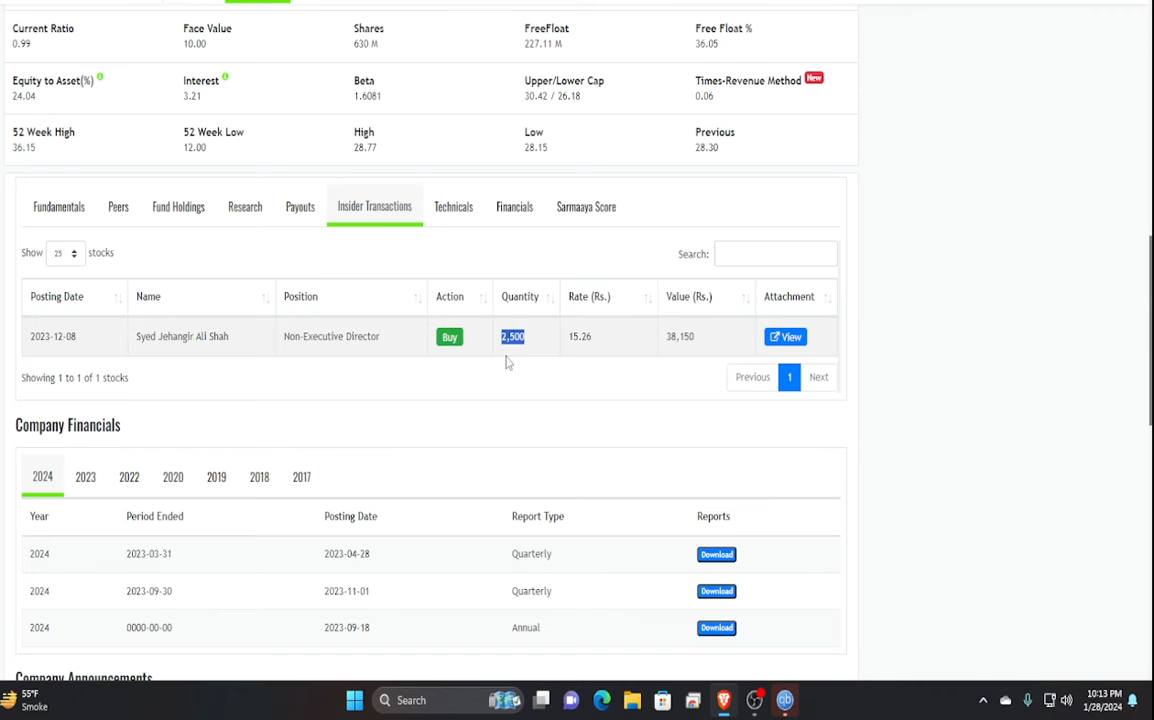 Current Ratio Face Value Shares FreeFloat Free Float %
0.99 10.00 630 M 227.11 M 36.05
Equity to Asset(%) Interest Beta Upper/Lower Cap Times-Revenue Method New
24.04 3.21 1.6081 30.42 / 26.18 0.06
52 Week High 52 Week Low High Low Previous
36.15 12.00 28.77 28.15 28.30
Fundamentals Peers Fund Holdings Research Payouts Insider Transactions Technicals Financials Sarmaaya Score
Show 25 stocks Search:
Posting Date Name Position Action Quantity Rate (Rs.) Value (Rs.) Attachment
2023-12-08 Syed Jehangir Ali Shah Non-Executive Director Buy 2,500 15.26 38,150 View
Showing 1 to 1 of 1 stocks Previous 1 Next
Company Financials
2024 2023 2022 2020 2019 2018 2017
Year Period Ended Posting Date Report Type Reports
2024 2023-03-31 2023-04-28 Quarterly Download
2024 2023-09-30 2023-11-01 Quarterly Download
2024 0000-00-00 2023-09-18 Annual Download
Company Announcements
55°F
Smoke
Search
10:13 PM
1/28/2024